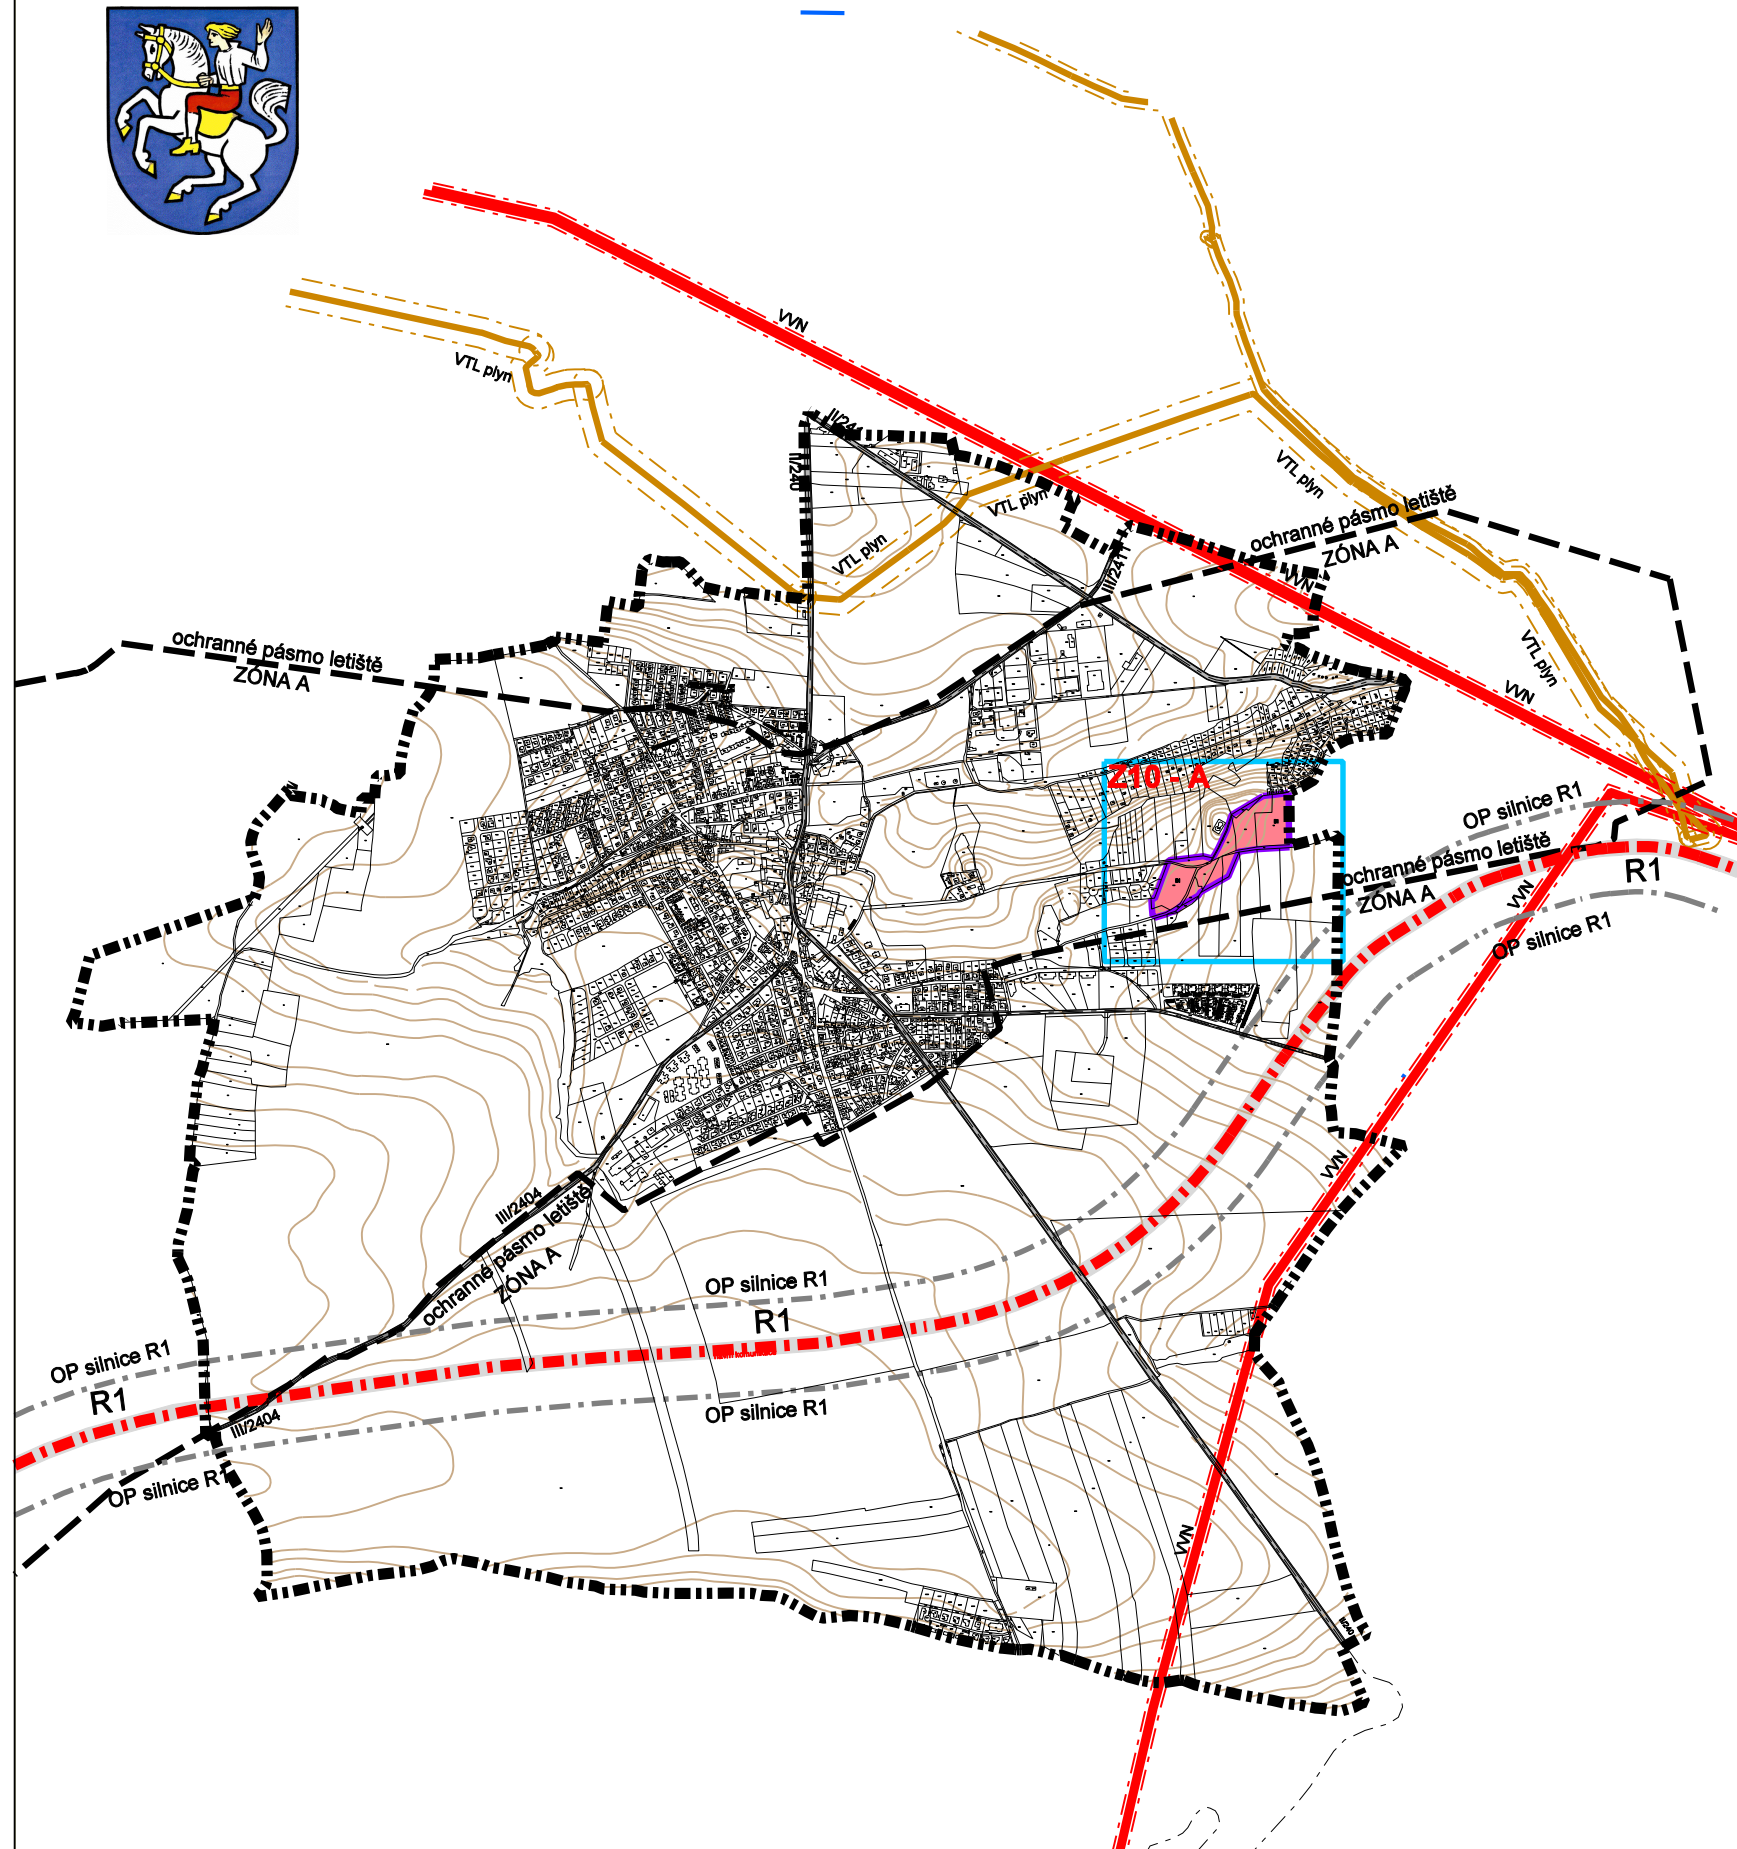 VVN
VTL plyn
II/240
VTL plyn
VTL plyn
VTL plyn
ochranné pásmo letiště
ZÓNA A
III/2411
VVN
ochranné pásmo letiště
ZÓNA A
VTL plyn
VVN
Z10 - A
OP silnice R1
ochranné pásmo letiště
ZÓNA A
R1
VVN
OP silnice R1
VVN
III/2404
ochranné pásmo letiště
ZÓNA A
OP silnice R1
R1
OP silnice R1
R1
OP silnice R1
III/2404
OP silnice R1
VVN
II/240